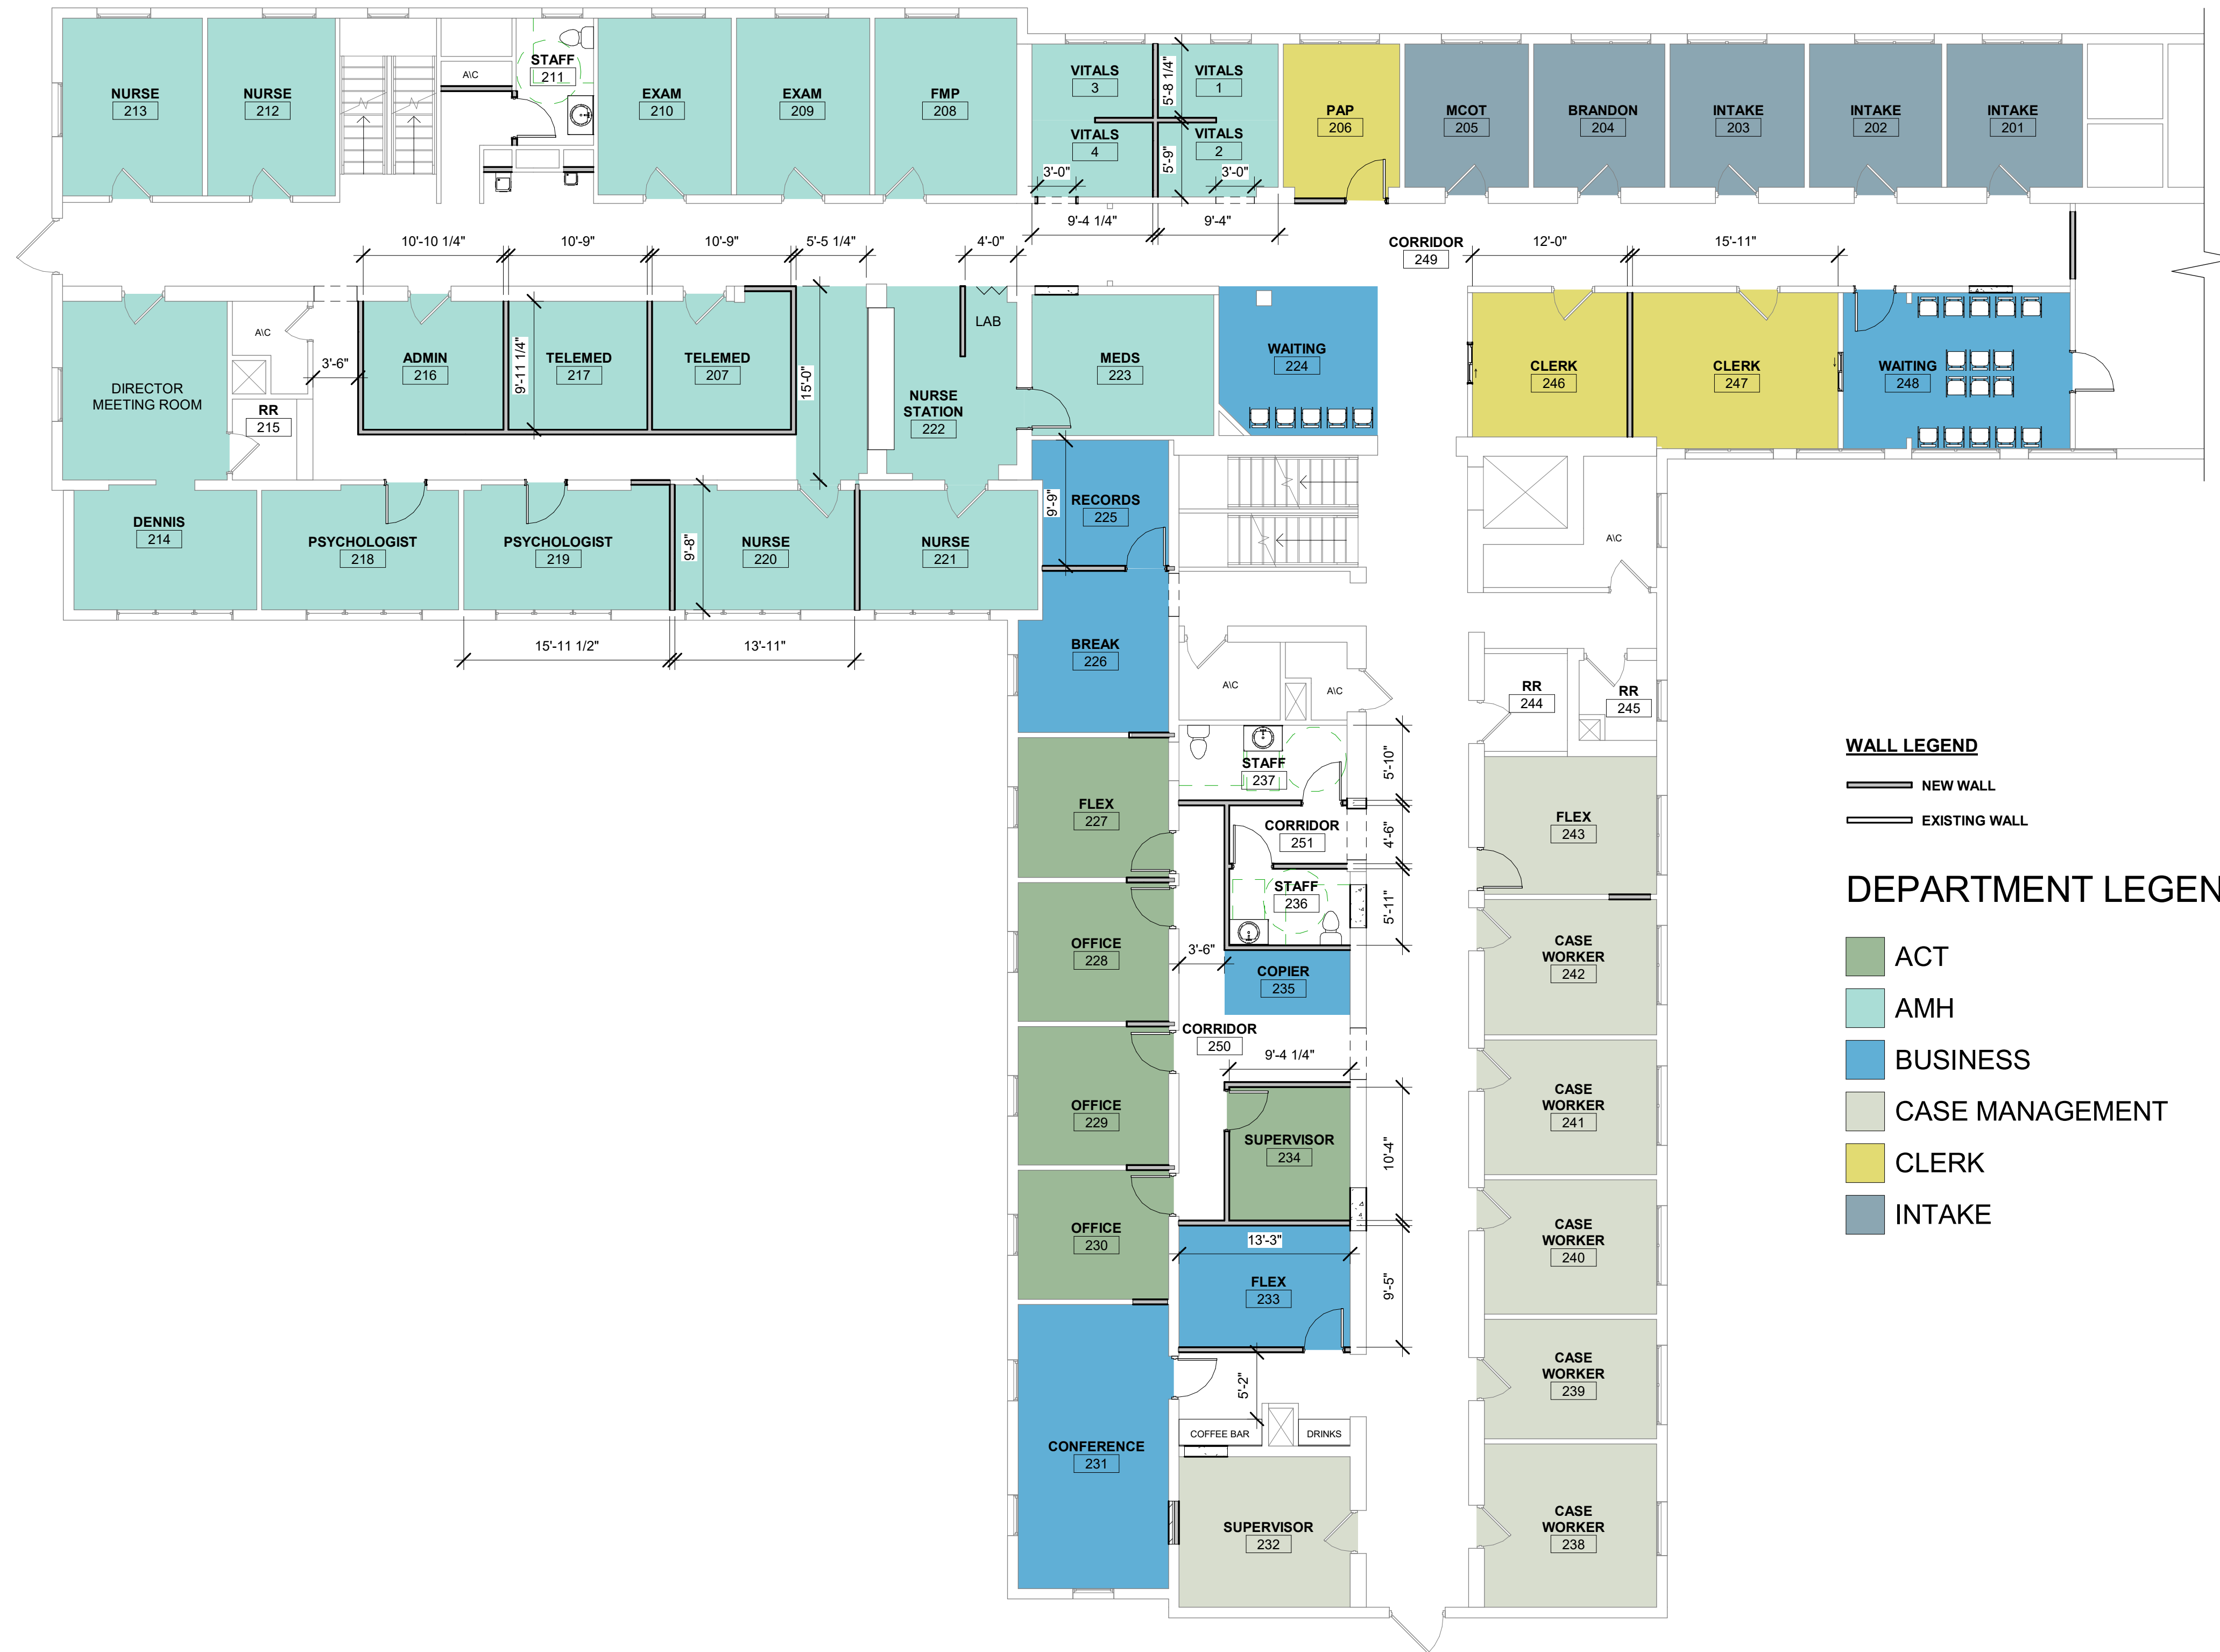 NURSE
213
NURSE
212
A\C
STAFF
211
EXAM
210
EXAM
209
FMP
208
VITALS
3
VITALS
1
VITALS
4
VITALS
2
5'-8 1/4"
5'-9"
3'-0"
3'-0"
9'-4 1/4"
9'-4"
PAP
206
MCOT
205
BRANDON
204
INTAKE
203
INTAKE
202
INTAKE
201
10'-10 1/4"
10'-9"
10'-9"
5'-5 1/4"
4'-0"
CORRIDOR
249
12'-0"
15'-11"
DIRECTOR
MEETING ROOM
A\C
3'-6"
RR
215
ADMIN
216
9'-11 1/4"
TELEMED
217
TELEMED
207
15'-0"
LAB
NURSE
STATION
222
MEDS
223
WAITING
224
CLERK
246
CLERK
247
WAITING
248
DENNIS
214
PSYCHOLOGIST
218
PSYCHOLOGIST
219
9'-8"
NURSE
220
NURSE
221
9'-9"
RECORDS
225
A\C
15'-11 1/2"
13'-11"
BREAK
226
A\C
A\C
RR
244
RR
245
STAFF
237
5'-10"
FLEX
227
CORRIDOR
251
4'-6"
FLEX
243
STAFF
236
5'-11"
OFFICE
228
3'-6"
COPIER
235
CASE
WORKER
242
CORRIDOR
250
9'-4 1/4"
OFFICE
229
SUPERVISOR
234
10'-4"
CASE
WORKER
241
OFFICE
230
13'-3"
FLEX
233
9'-5"
CASE
WORKER
240
5'-2"
CASE
WORKER
239
COFFEE BAR
DRINKS
CONFERENCE
231
SUPERVISOR
232
CASE
WORKER
238
WALL LEGEND
NEW WALL
EXISTING WALL
DEPARTMENT LEGEN
ACT
AMH
BUSINESS
CASE MANAGEMENT
CLERK
INTAKE